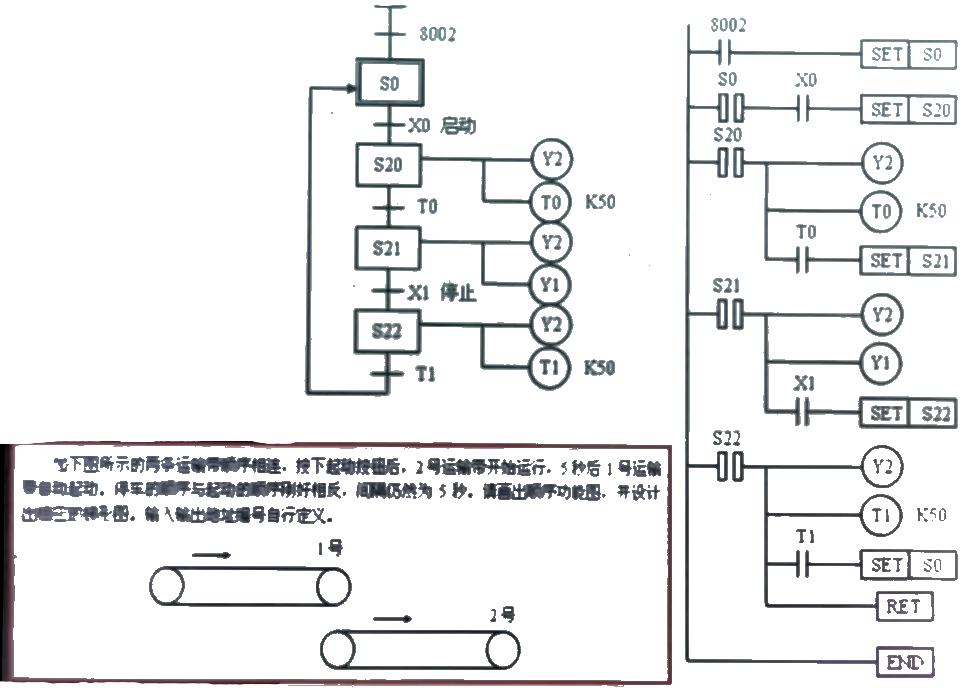 8002
S0
X0 启动
S20
Y2
T0 K50
T0
S21
Y2
Y1
X1 停止
S22
Y2
T1 K50
T1
8002
SET S0
S0 X0
SET S20
S20
Y2
T0 K50
T0
SET S21
S21
Y2
Y1
X1
SET S22
S22
Y2
T1 K50
T1
SET S0
RET
END
下图所示的两条运输带顺序相连，按下起动按钮后，2号运输带开始运行，5秒后1号运输
带自动起动。停车的顺序与起动的顺序刚好相反，间隔仍然为5秒。请画出顺序功能图，并设计
出梯形图。输入输出地址编号自行定义。
1号
2号